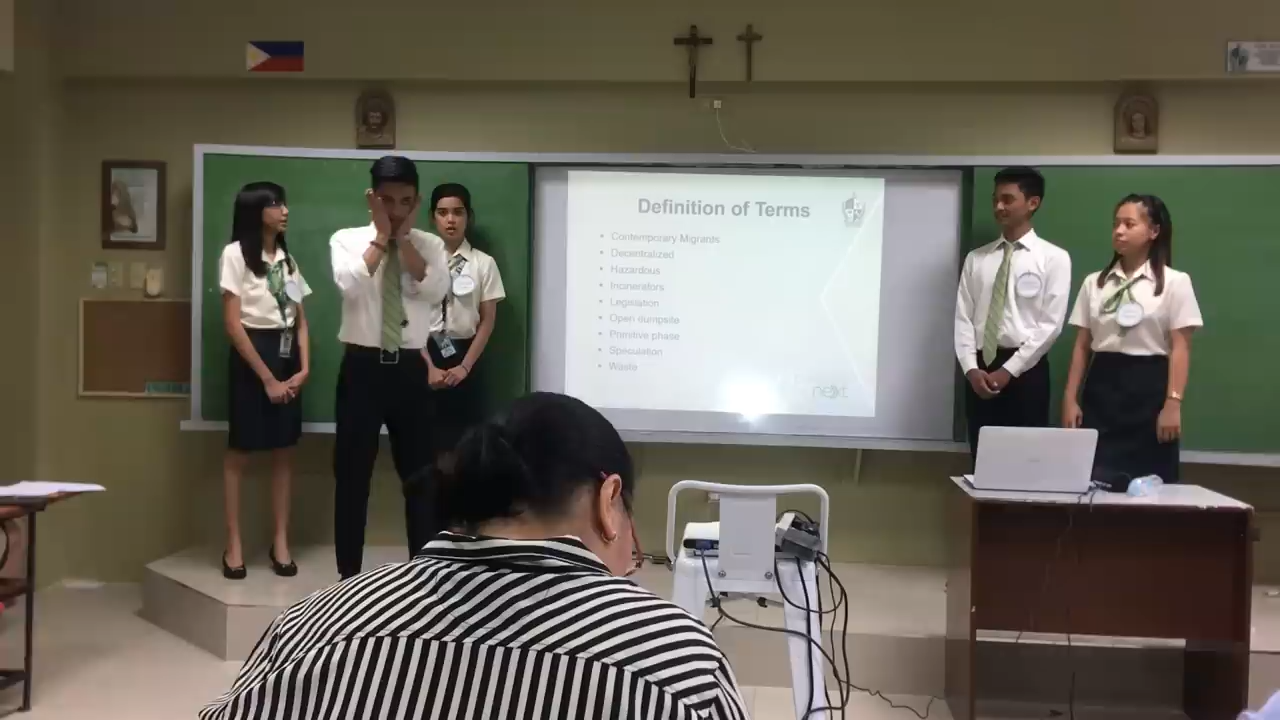 Definition of Terms
• Contemporary Migrants
• Decentralized
• Hazardous
• Incinerators
• Legislation
• Open dumpsite
• Primitive phase
• Speculation
• Waste
next